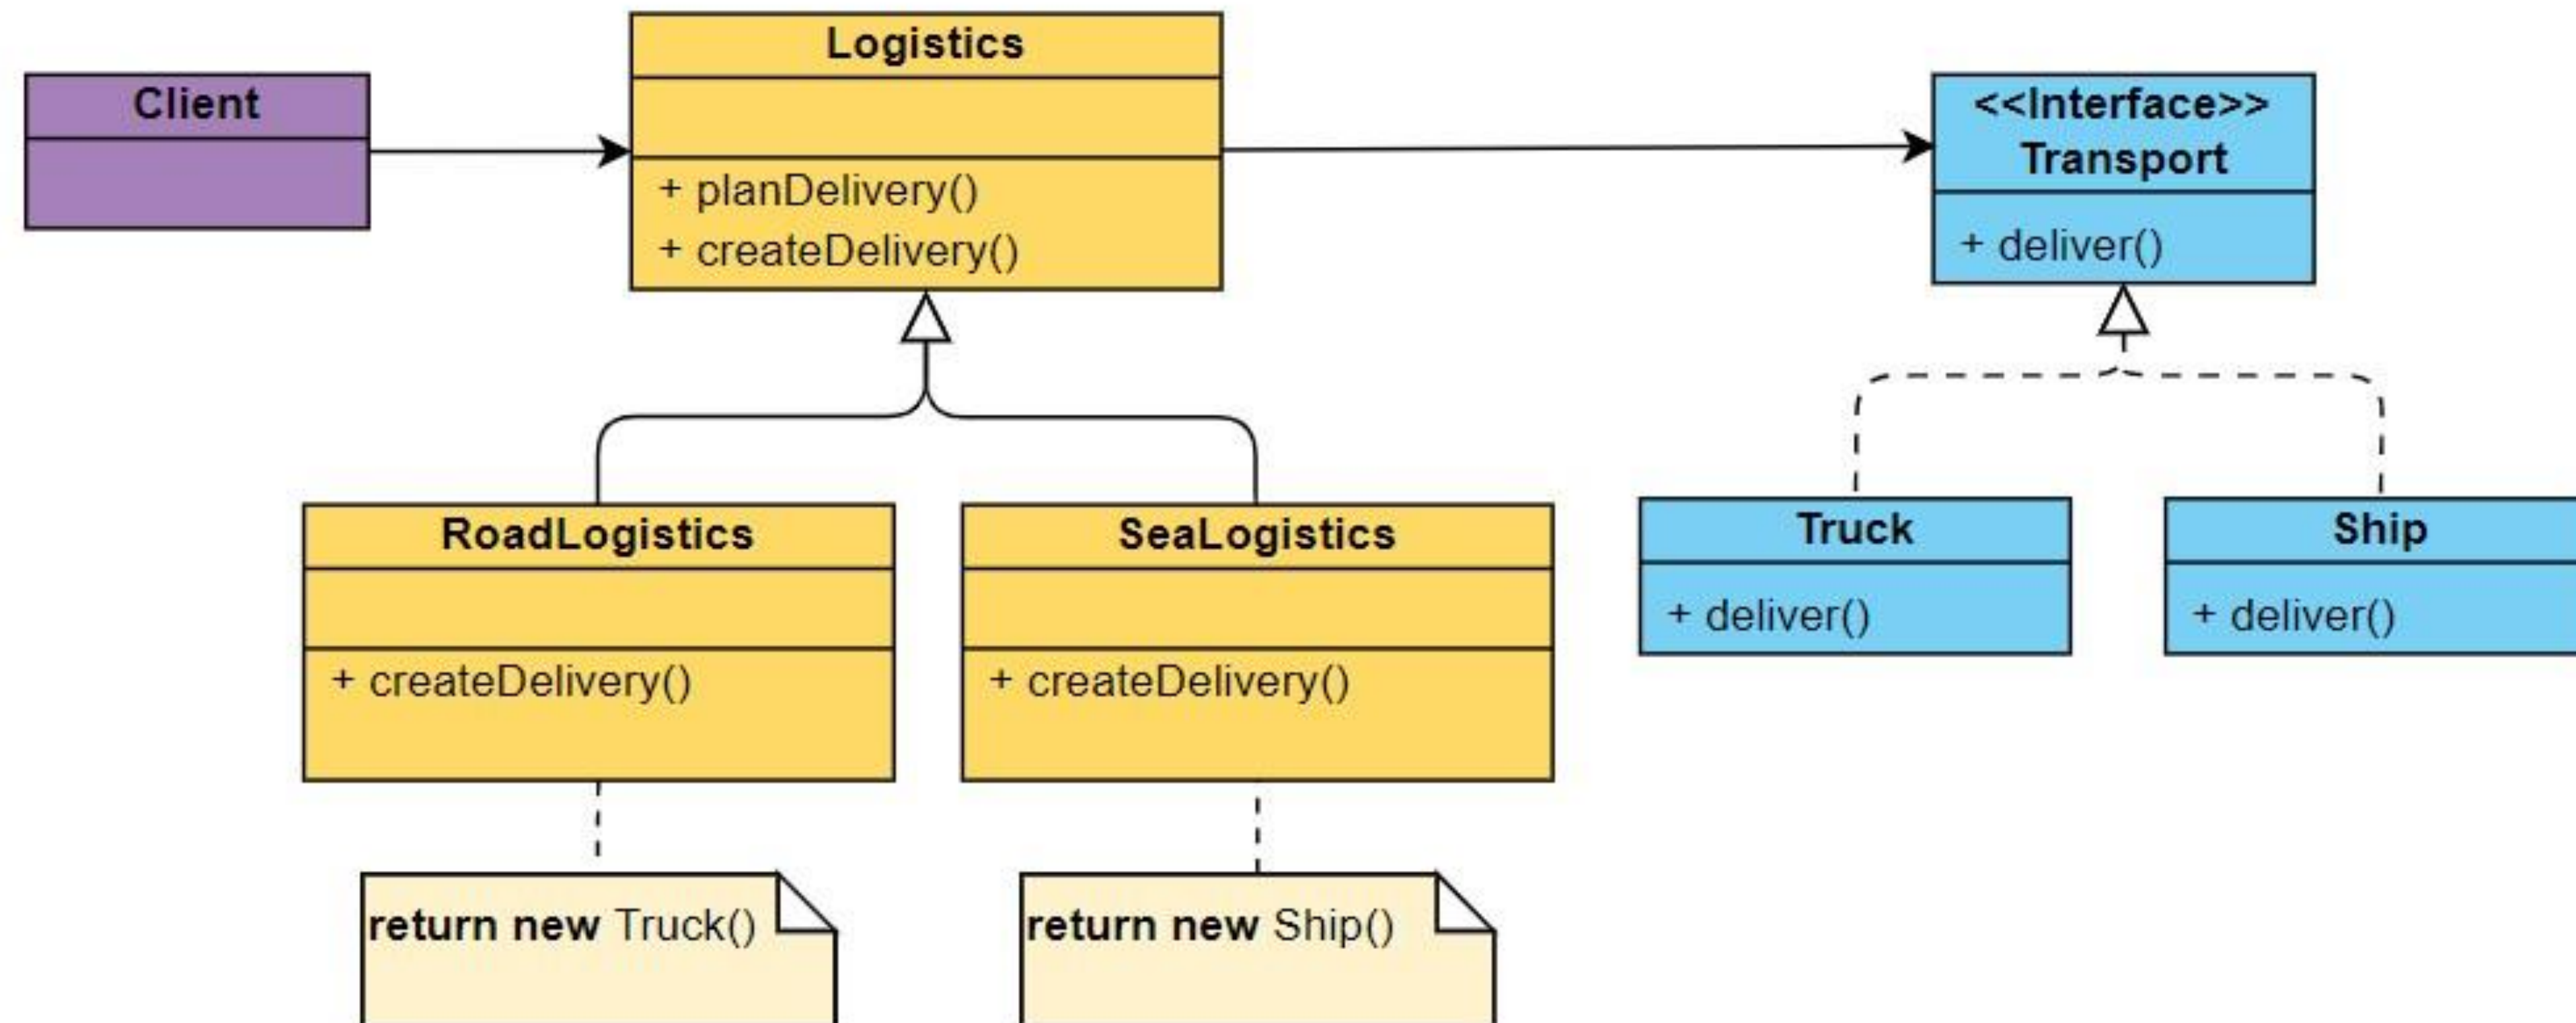 Client
Logistics
+ planDelivery()
+ createDelivery()
<<Interface>>
Transport
+ deliver()
RoadLogistics
+ createDelivery()
SeaLogistics
+ createDelivery()
Truck
+ deliver()
Ship
+ deliver()
return new Truck()
return new Ship()